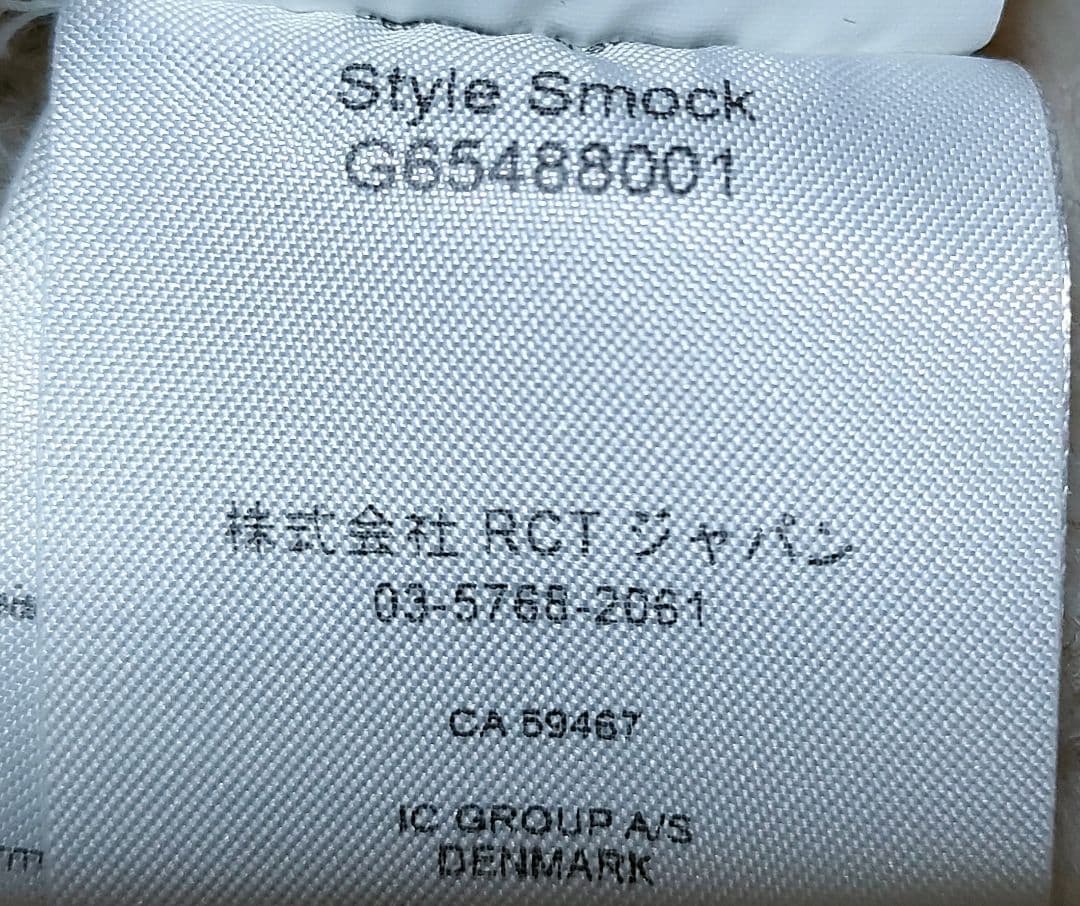 Style Smock
G65488001
株式会社 RCT ジャパン
03-5768-2061
CA 59467
IC GROUP A/S
DENMARK